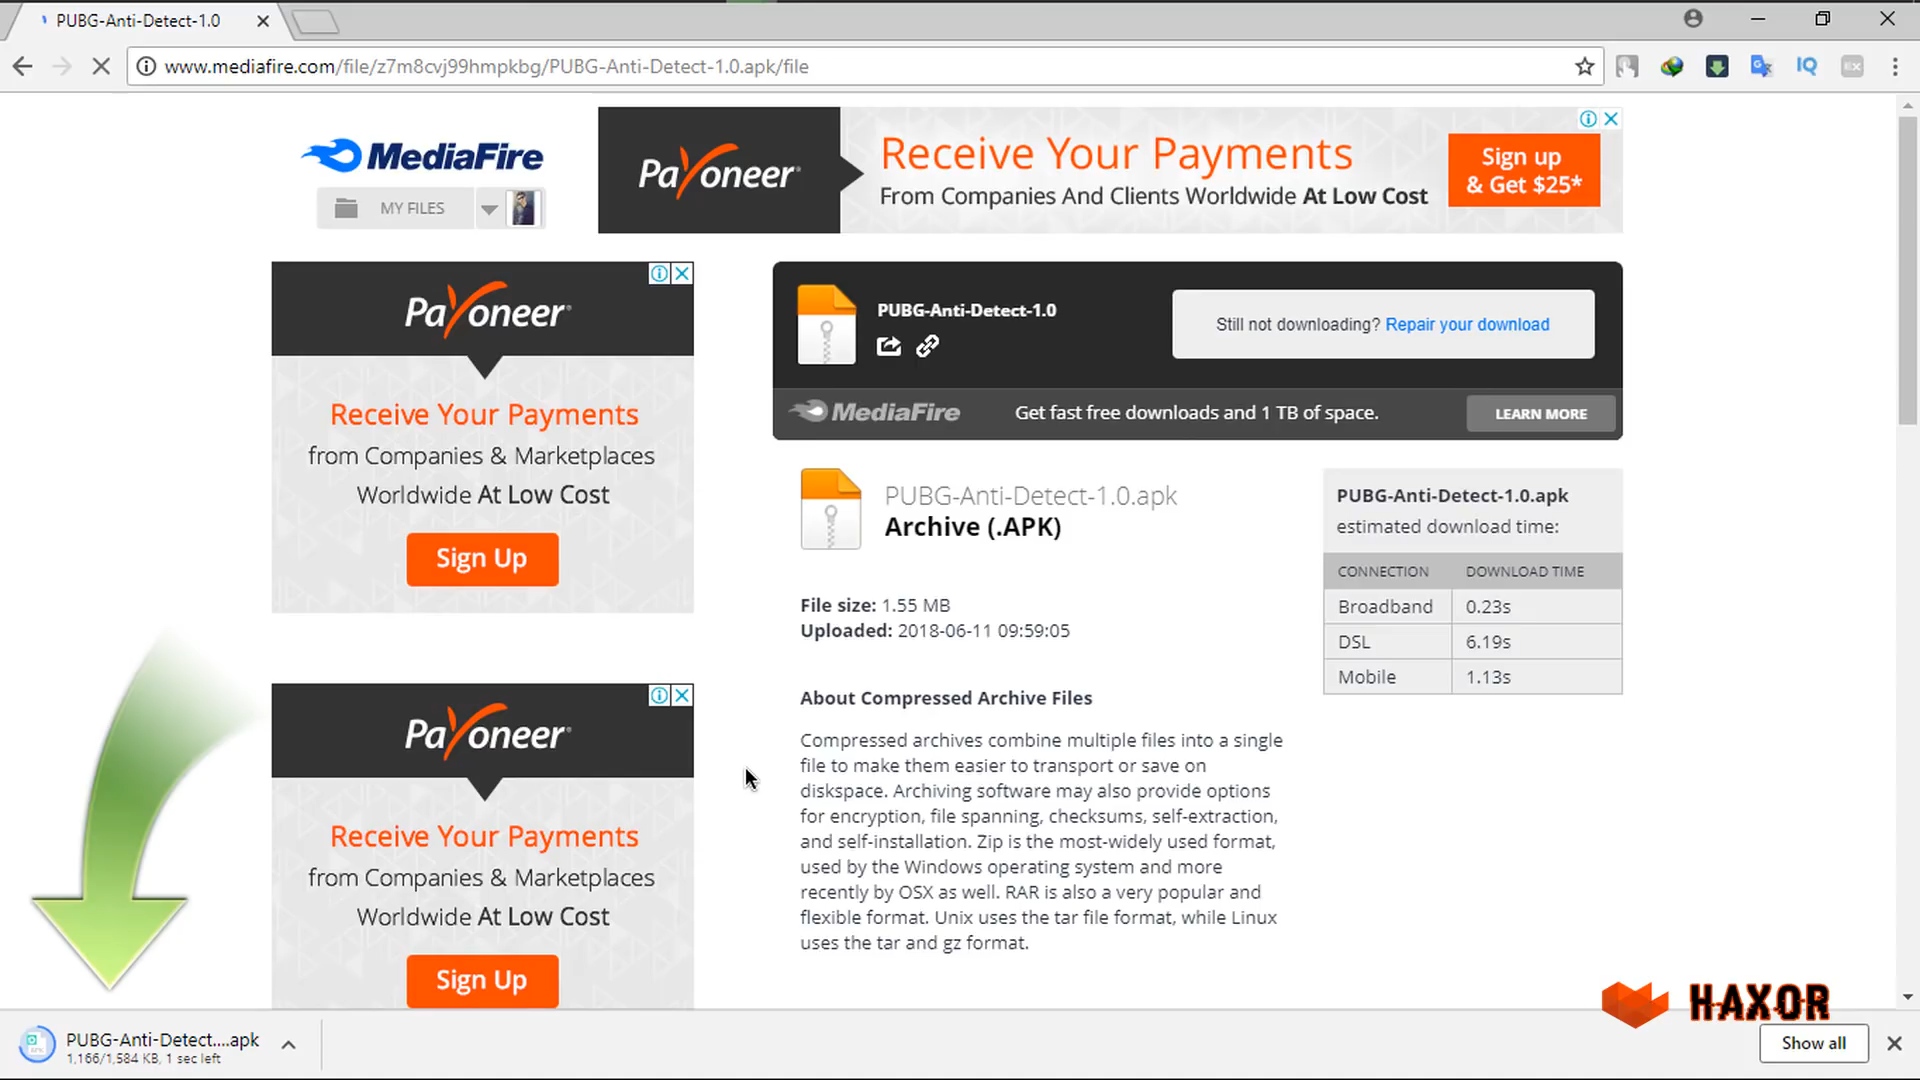 PUBG-Anti-Detect-1.0
www.mediafire.com/file/z7m8cvj99hmpkbg/PUBG-Anti-Detect-1.0.apk/file
IQ
EX
MediaFire
MY FILES
Payoneer
Receive Your Payments
From Companies And Clients Worldwide At Low Cost
Sign up
& Get $25*
Payoneer
Receive Your Payments
from Companies & Marketplaces
Worldwide At Low Cost
Sign Up
PUBG-Anti-Detect-1.0
Still not downloading? Repair your download
MediaFire
Get fast free downloads and 1 TB of space.
LEARN MORE
PUBG-Anti-Detect-1.0.apk
Archive (.APK)
File size: 1.55 MB
Uploaded: 2018-06-11 09:59:05
PUBG-Anti-Detect-1.0.apk
estimated download time:
CONNECTION DOWNLOAD TIME
Broadband 0.23s
DSL 6.19s
Mobile 1.13s
About Compressed Archive Files
Compressed archives combine multiple files into a single
file to make them easier to transport or save on
diskspace. Archiving software may also provide options
for encryption, file spanning, checksums, self-extraction,
and self-installation. Zip is the most-widely used format,
used by the Windows operating system and more
recently by OSX as well. RAR is also a very popular and
flexible format. Unix uses the tar file format, while Linux
uses the tar and gz format.
Payoneer
Receive Your Payments
from Companies & Marketplaces
Worldwide At Low Cost
Sign Up
HAXOR
PUBG-Anti-Detect....apk
1,166/1,584 KB, 1 sec left
Show all